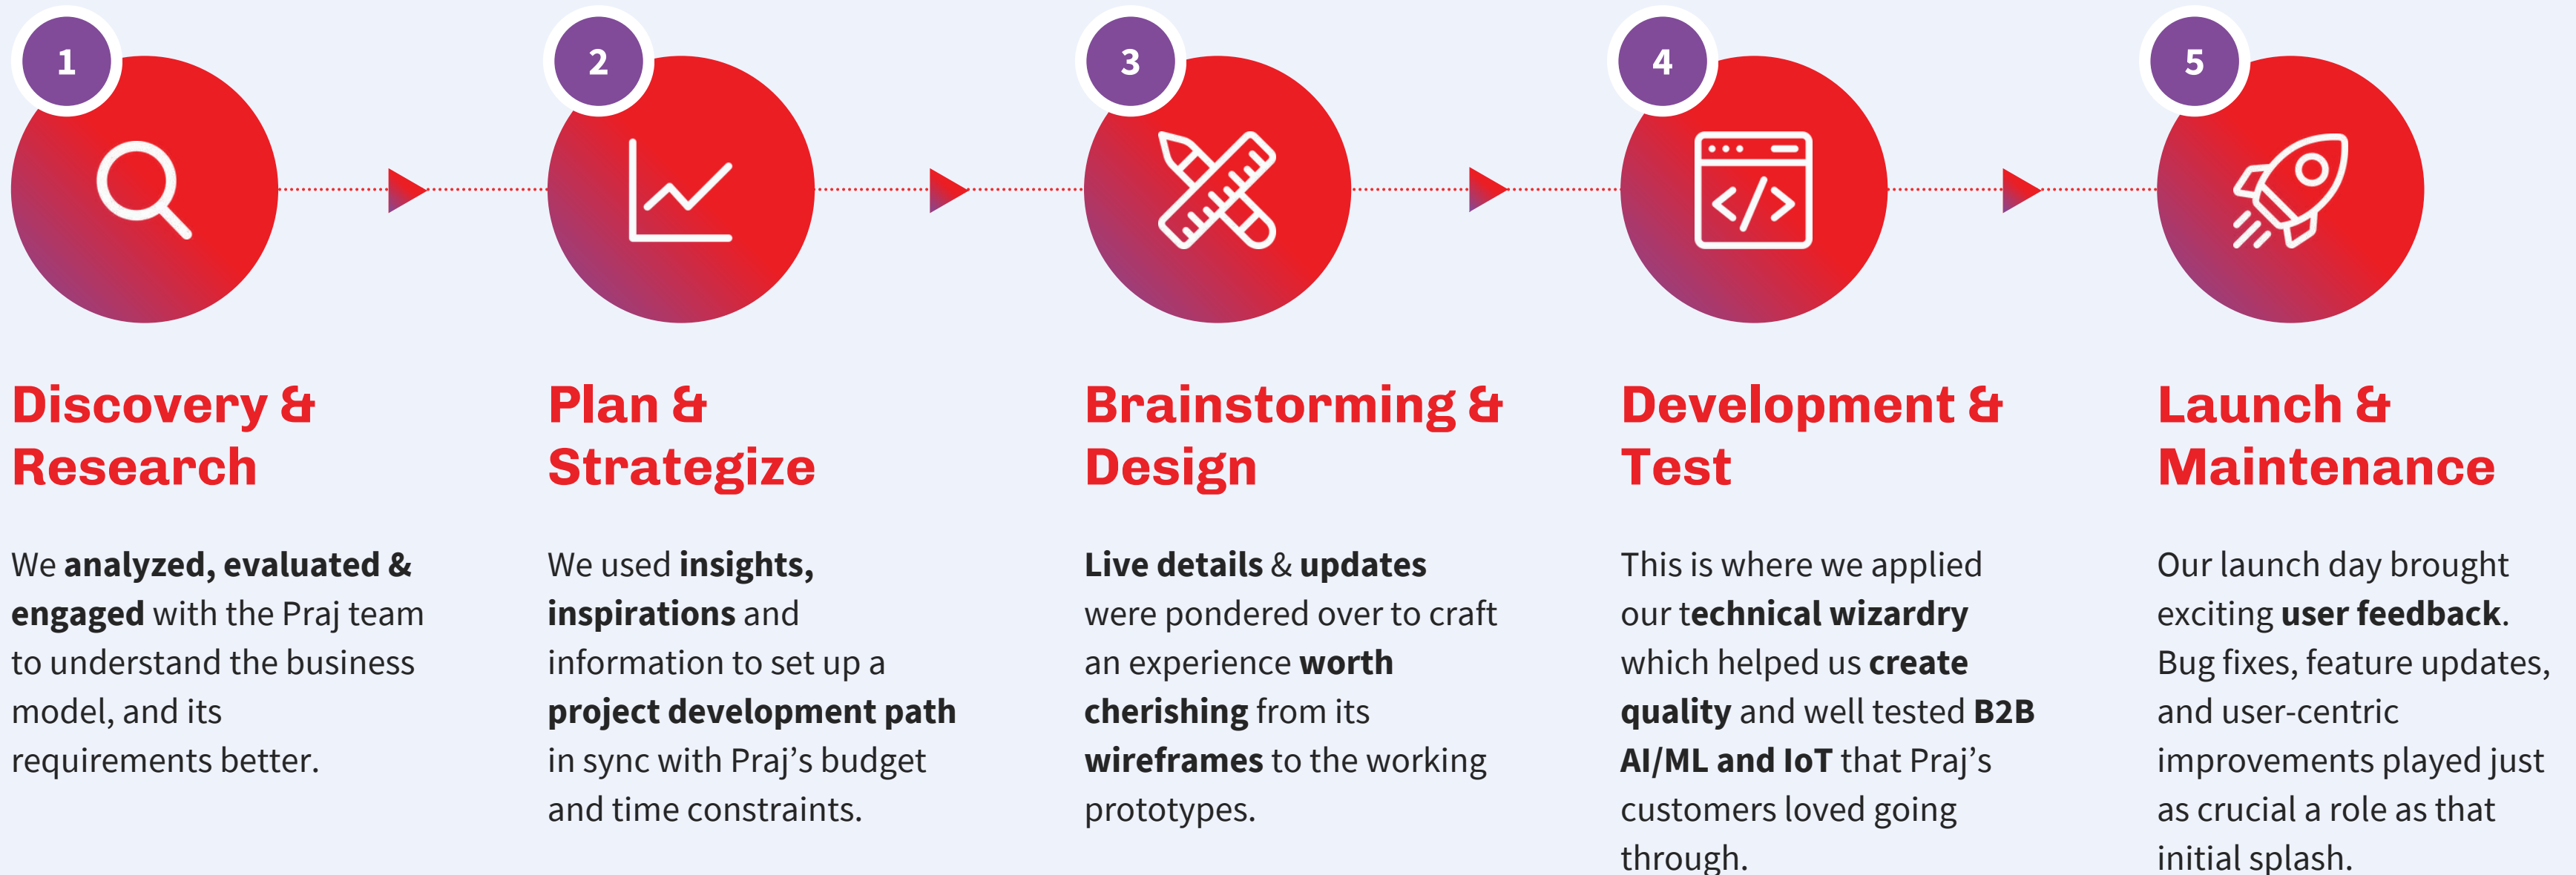 1
Discovery &
Research
We analyzed, evaluated &
engaged with the Praj team
to understand the business
model, and its
requirements better.
2
Plan &
Strategize
We used insights,
inspirations and
information to set up a
project development path
in sync with Praj’s budget
and time constraints.
3
Brainstorming &
Design
Live details & updates
were pondered over to craft
an experience worth
cherishing from its
wireframes to the working
prototypes.
4
</>
Development &
Test
This is where we applied
our technical wizardry
which helped us create
quality and well tested B2B
AI/ML and IoT that Praj’s
customers loved going
through.
5
Launch &
Maintenance
Our launch day brought
exciting user feedback.
Bug fixes, feature updates,
and user-centric
improvements played just
as crucial a role as that
initial splash.